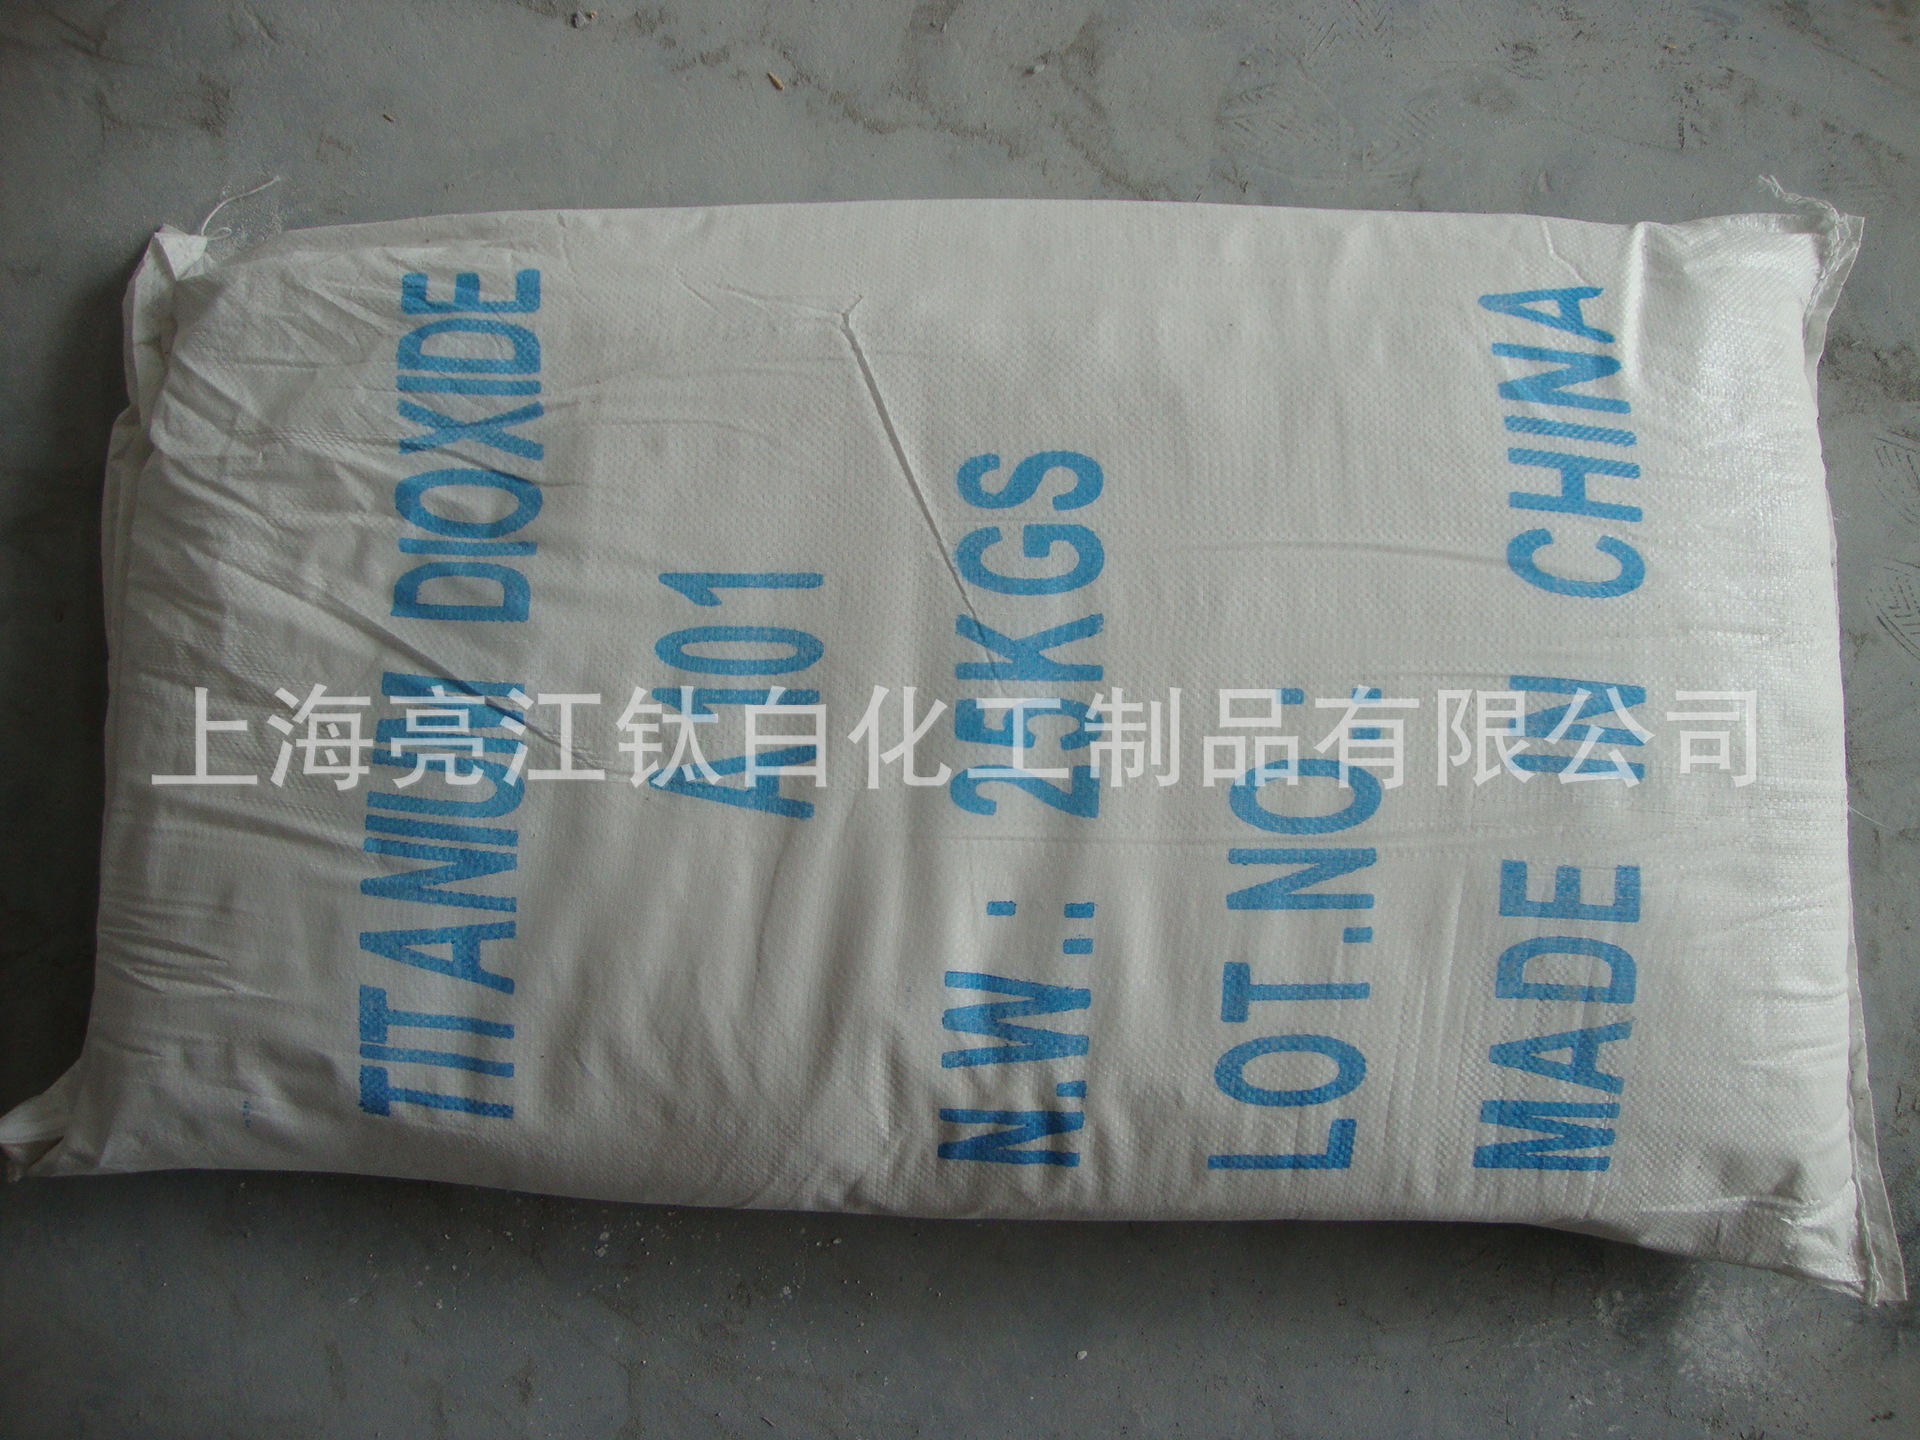 TITANIUM DIOXIDE
A101
N.W.: 25KGS
LOT.NO:
MADE IN CHINA
上海亮江钛白化工制品有限公司